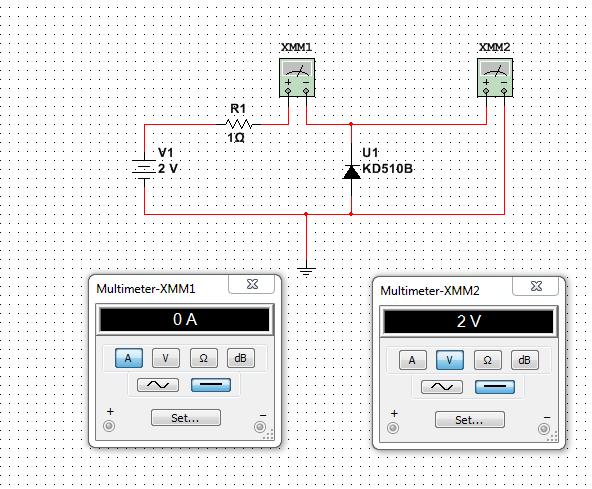 XMM1
XMM2
R1
1Ω
V1
2 V
U1
KD510B
Multimeter-XMM1
0 A
A V Ω dB
+ −
Set...
Multimeter-XMM2
2 V
A V Ω dB
+ −
Set...